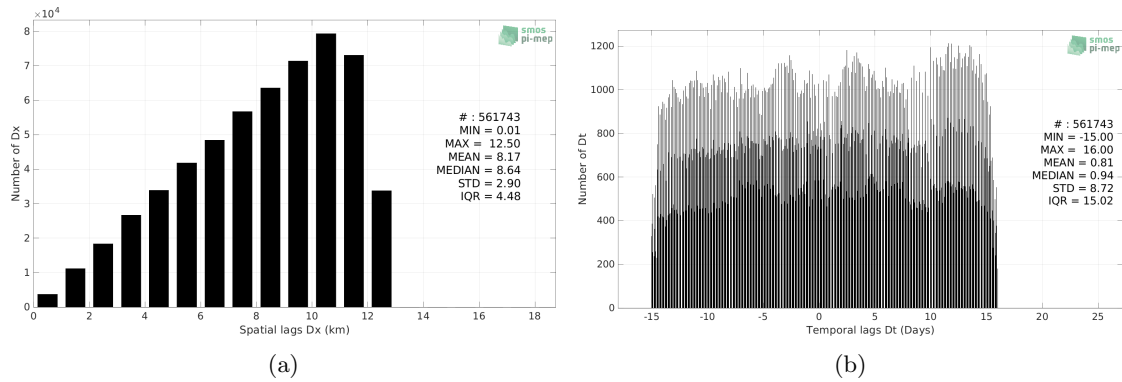 ×10⁴
8
7
6
5
4
3
2
1
0
Number of Dx
smos
pi-mep
# : 561743
MIN = 0.01
MAX = 12.50
MEAN = 8.17
MEDIAN = 8.64
STD = 2.90
IQR = 4.48
0 2 4 6 8 10 12 14 16 18
Spatial lags Dx (km)
(a)
1200
1000
800
600
400
200
0
Number of Dt
smos
pi-mep
# : 561743
MIN = -15.00
MAX = 16.00
MEAN = 0.81
MEDIAN = 0.94
STD = 8.72
IQR = 15.02
-15 -10 -5 0 5 10 15 20 25
Temporal lags Dt (Days)
(b)